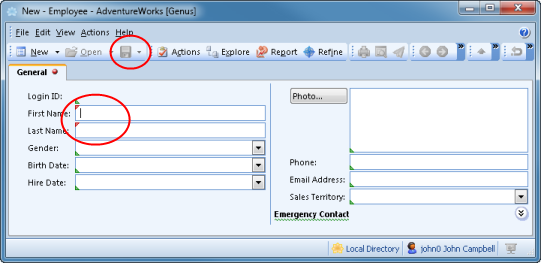 New - Employee - AdventureWorks [Genus]
File Edit View Actions Help
New Open Actions Explore Report Refine
General
Login ID:
First Name:
Last Name:
Gender:
Birth Date:
Hire Date:
Photo...
Phone:
Email Address:
Sales Territory:
Emergency Contact
Local Directory john0 John Campbell